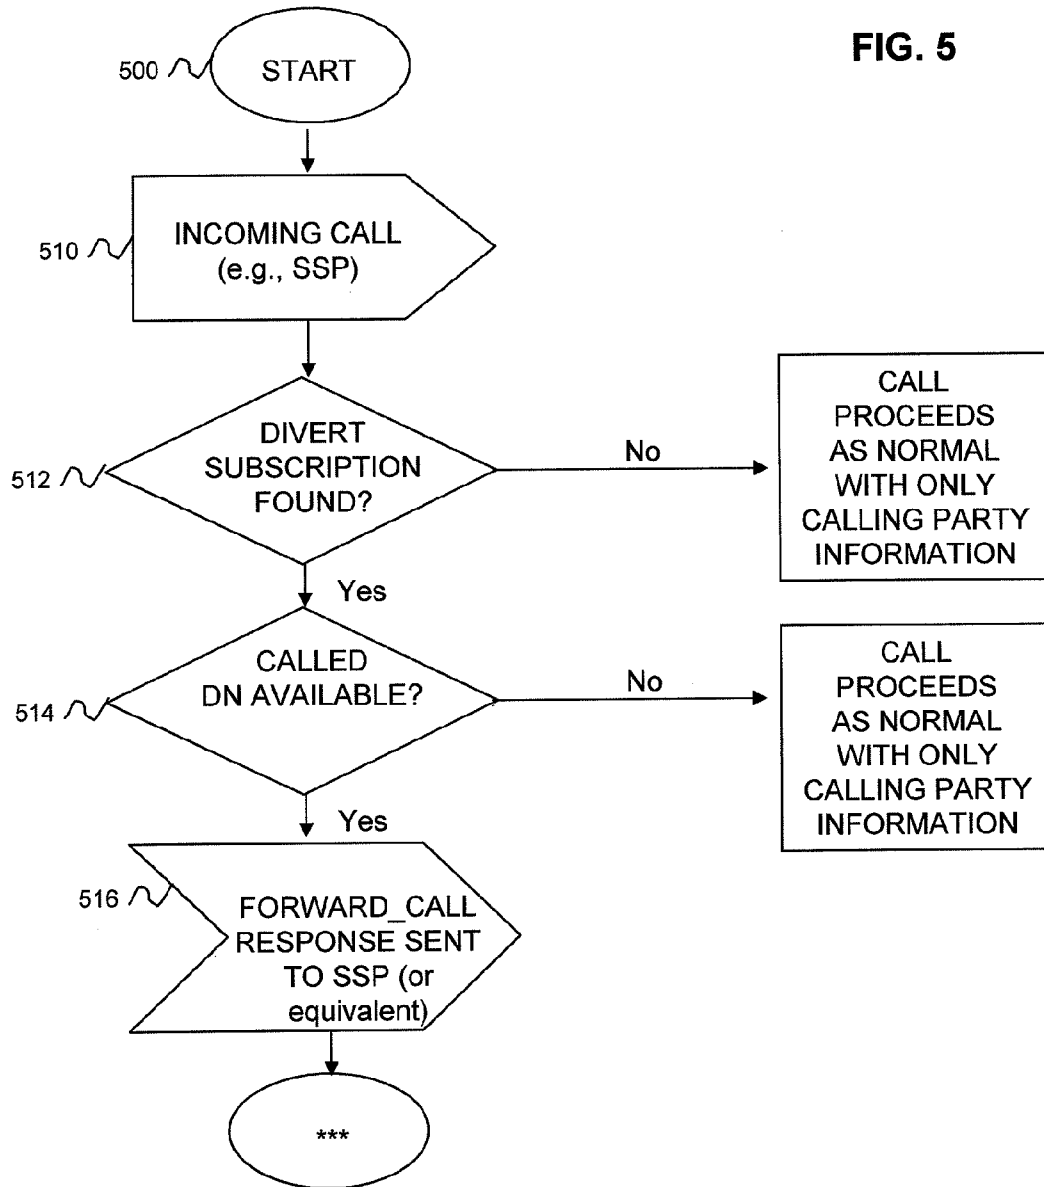 FIG. 5
500
START
510
INCOMING CALL
(e.g., SSP)
512
DIVERT
SUBSCRIPTION
FOUND?
No
CALL
PROCEEDS
AS NORMAL
WITH ONLY
CALLING PARTY
INFORMATION
Yes
514
CALLED
DN AVAILABLE?
No
CALL
PROCEEDS
AS NORMAL
WITH ONLY
CALLING PARTY
INFORMATION
Yes
516
FORWARD_CALL
RESPONSE SENT
TO SSP (or
equivalent)
***